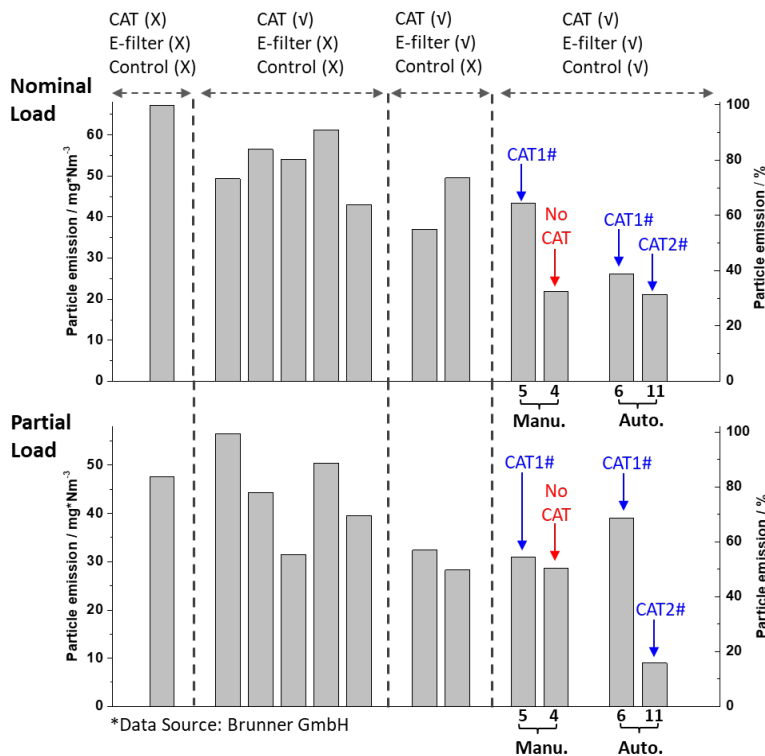 CAT (X)
E-filter (X)
Control (X)
CAT (√)
E-filter (X)
Control (X)
CAT (√)
E-filter (√)
Control (X)
CAT (√)
E-filter (√)
Control (√)
Nominal
Load
Particle emission / mg*Nm-3
60
50
40
30
20
10
0
CAT1#
No
CAT
CAT1#
CAT2#
100
80
60
40
20
0
Particle emission / %
5 4
Manu.
6 11
Auto.
Partial
Load
Particle emission / mg*Nm-3
50
40
30
20
10
0
CAT1#
No
CAT
CAT1#
CAT2#
100
80
60
40
20
0
Particle emission / %
5 4
Manu.
6 11
Auto.
*Data Source: Brunner GmbH